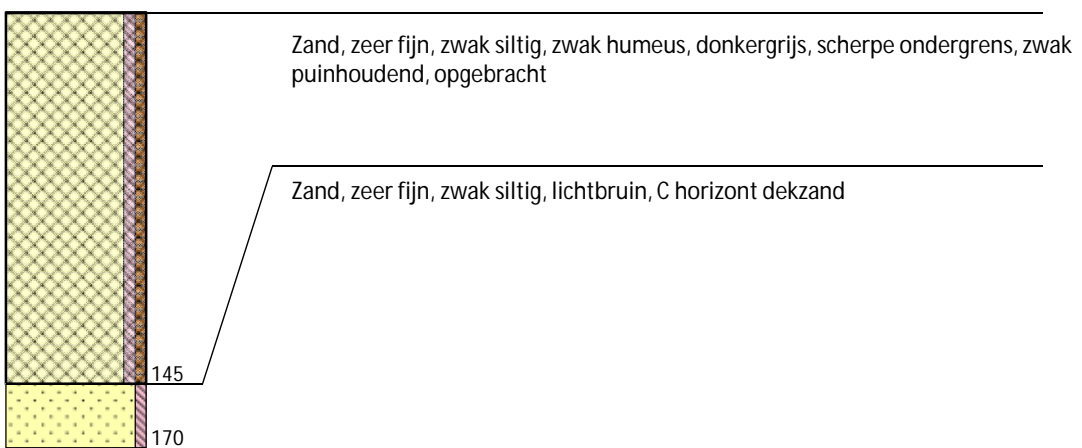 Zand, zeer fijn, zwak siltig, zwak humeus, donkergrijs, scherpe ondergrens, zwak
puinhoudend, opgebracht
Zand, zeer fijn, zwak siltig, lichtbruin, C horizont dekzand
145
170